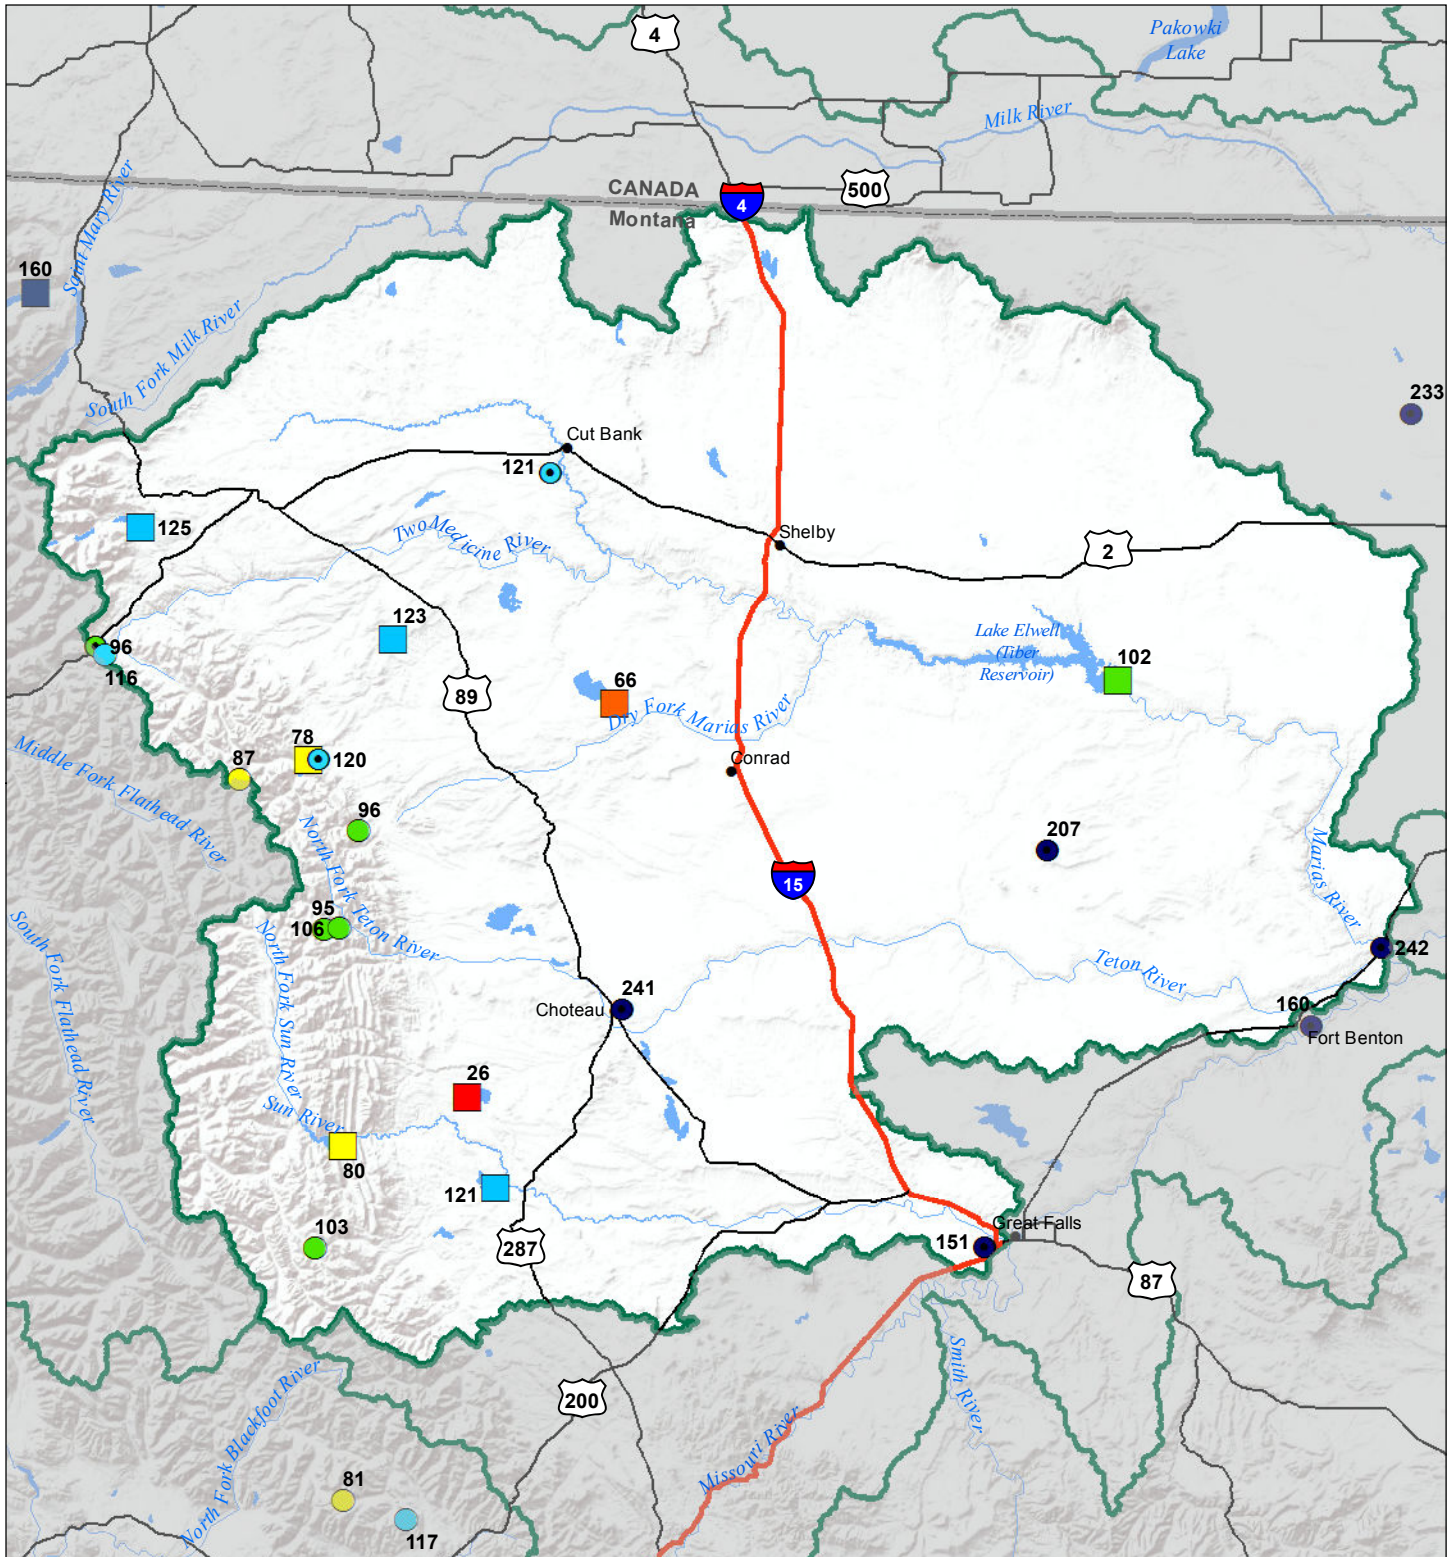 4
Pakowki
Lake
Milk River
CANADA
500
4
Montana
Saint Mary River
160
South Fork Milk River
233
Cut Bank
121
125
Two Medicine River
Shelby
2
123
Lake Elwell
(Tiber
Reservoir)
96
116
102
89
66
Dry Fork Marias River
78
120
87
Conrad
Middle Fork Flathead River
96
207
North Fork Teton River
15
Marias River
95
106
South Fork Flathead River
North Fork Sun River
242
Teton River
241
Choteau
160
Fort Benton
26
Sun River
80
121
103
287
Great Falls
151
87
Smith River
200
North Fork Blackfoot River
Missouri River
81
117